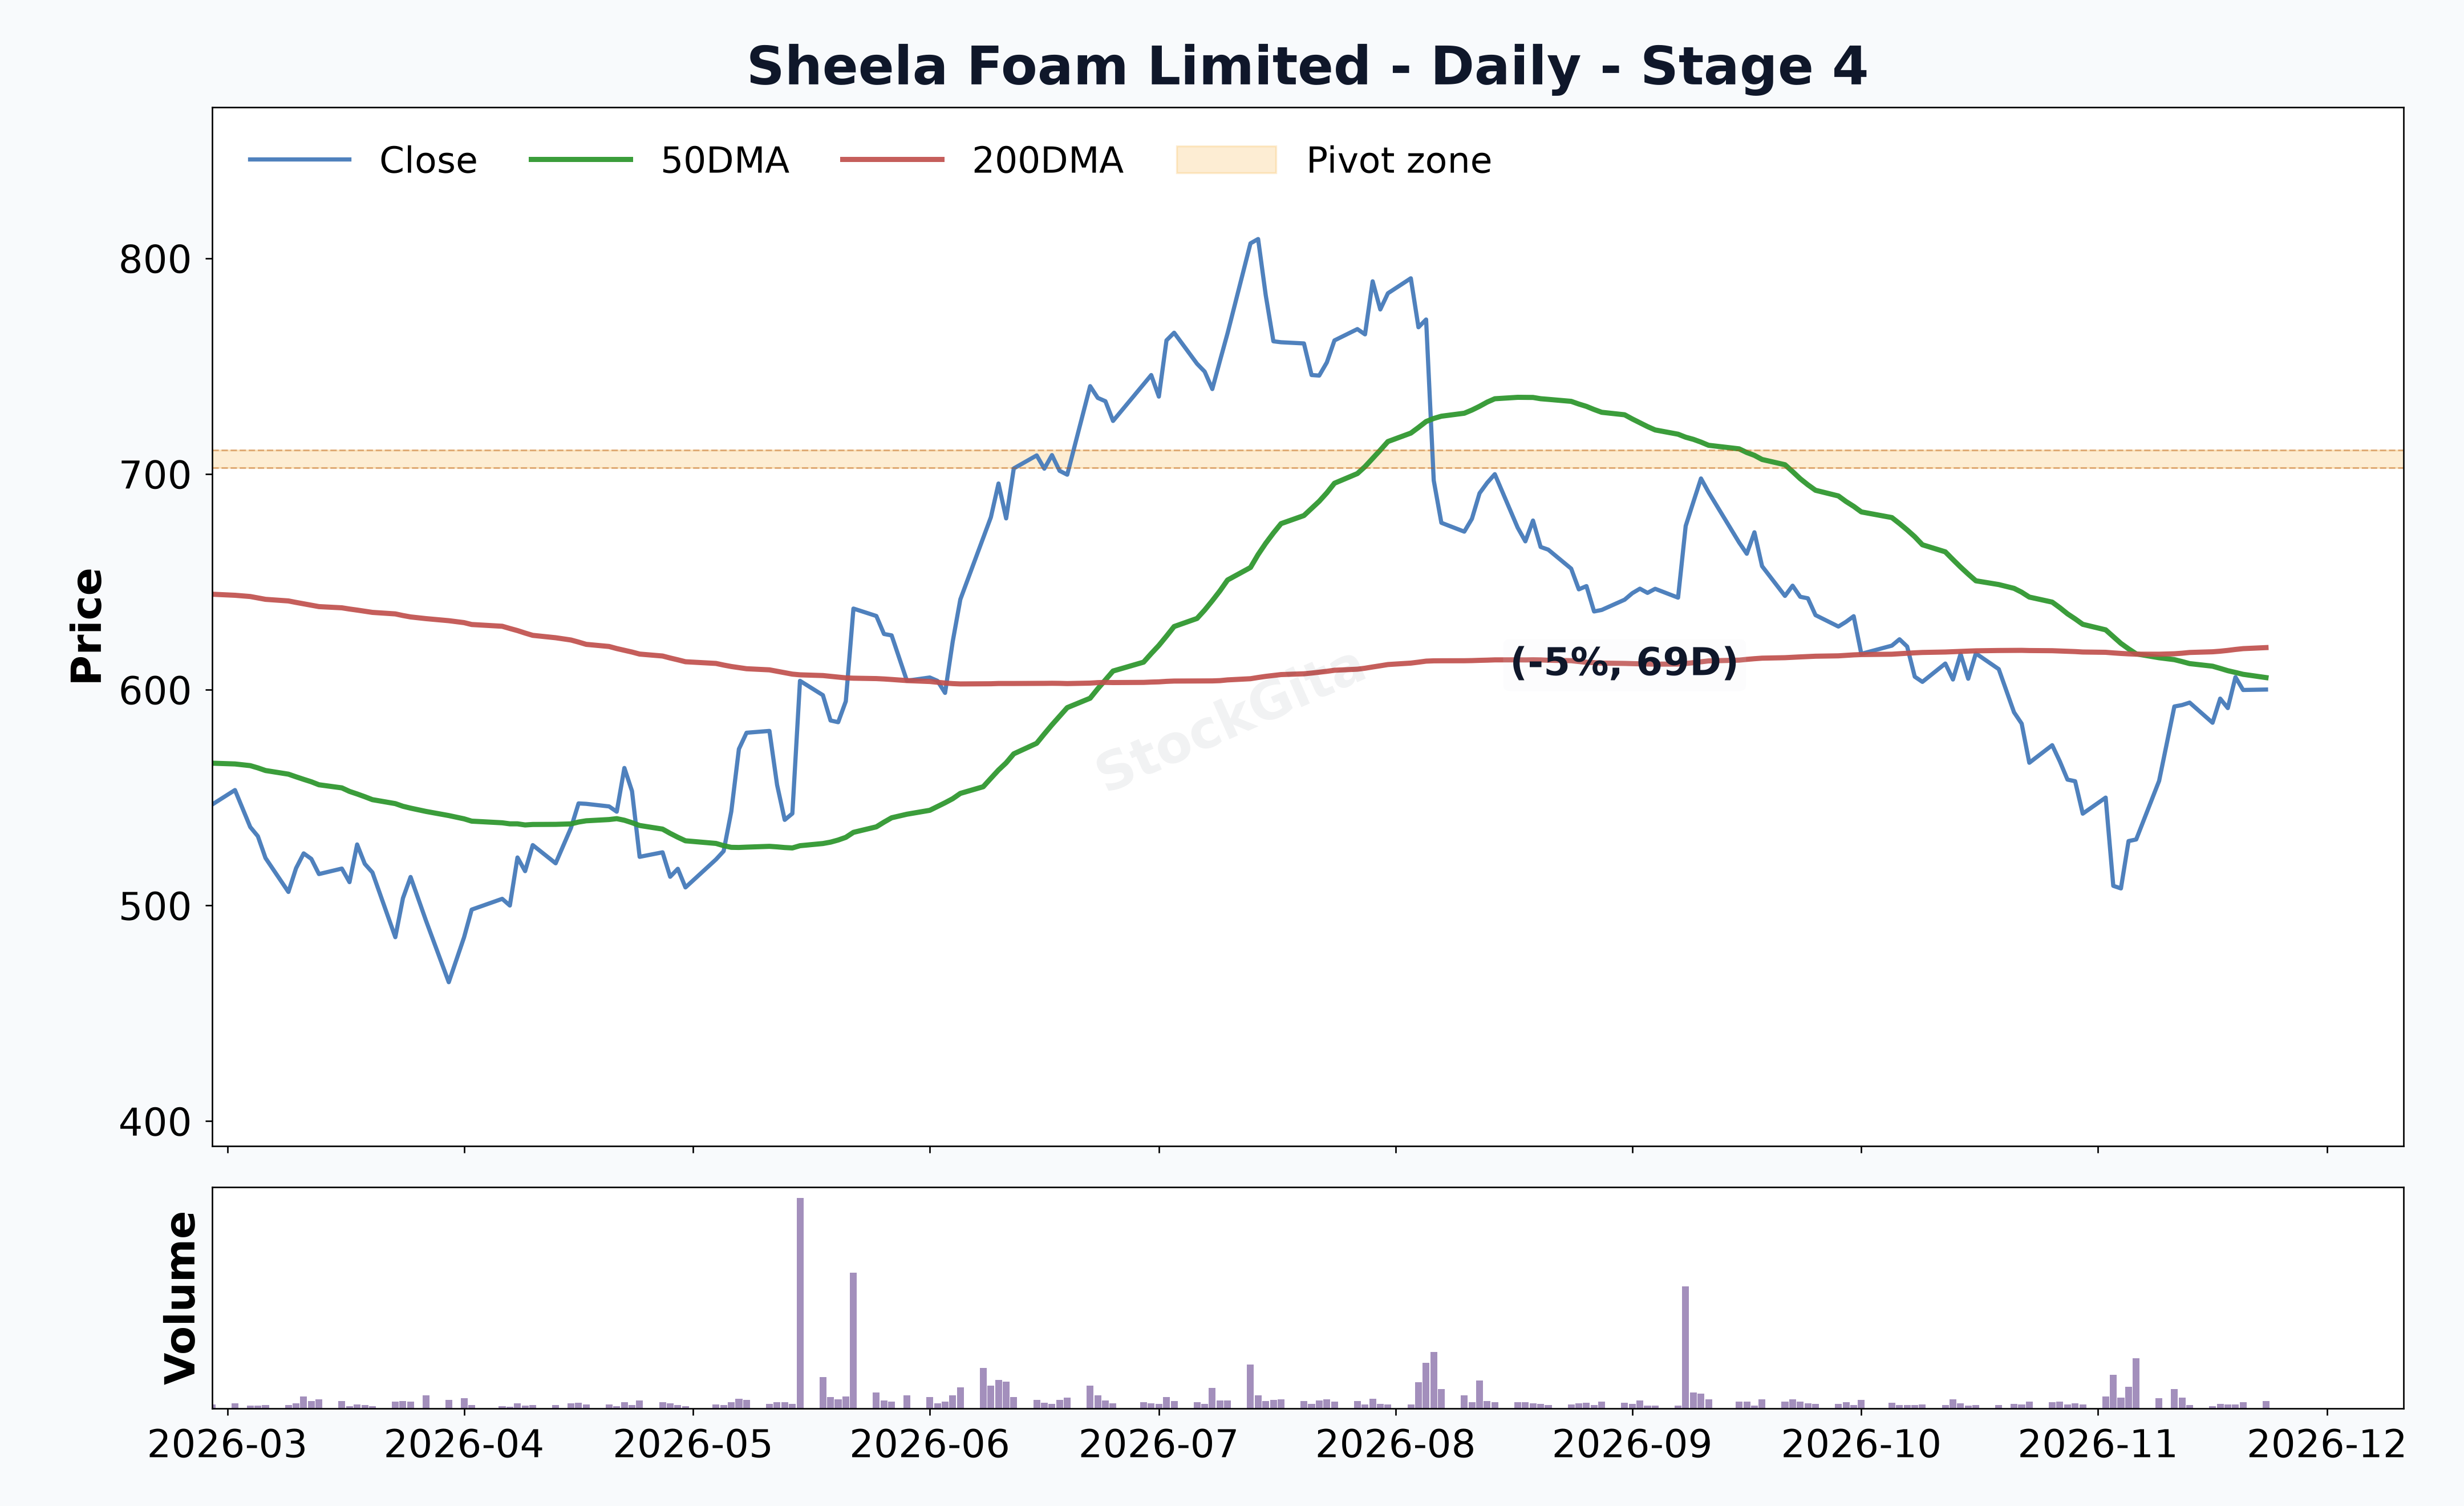 Sheela Foam Limited - Daily - Stage 4
Close 50DMA 200DMA Pivot zone
800
700
600
500
400
Price
(-5%, 69D)
StockGita
Volume
2026-03 2026-04 2026-05 2026-06 2026-07 2026-08 2026-09 2026-10 2026-11 2026-12